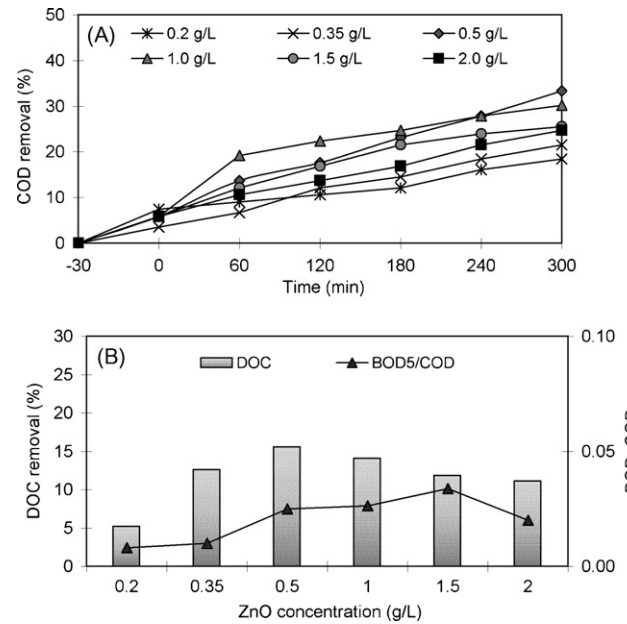 (A)
0.2 g/L 0.35 g/L 0.5 g/L
1.0 g/L 1.5 g/L 2.0 g/L
COD removal (%)
50
40
30
20
10
0
-30 0 60 120 180 240 300
Time (min)
(B)
DOC BOD5/COD
DOC removal (%)
30
25
20
15
10
5
0
0.10
0.05
0.00
0.2 0.35 0.5 1 1.5 2
ZnO concentration (g/L)